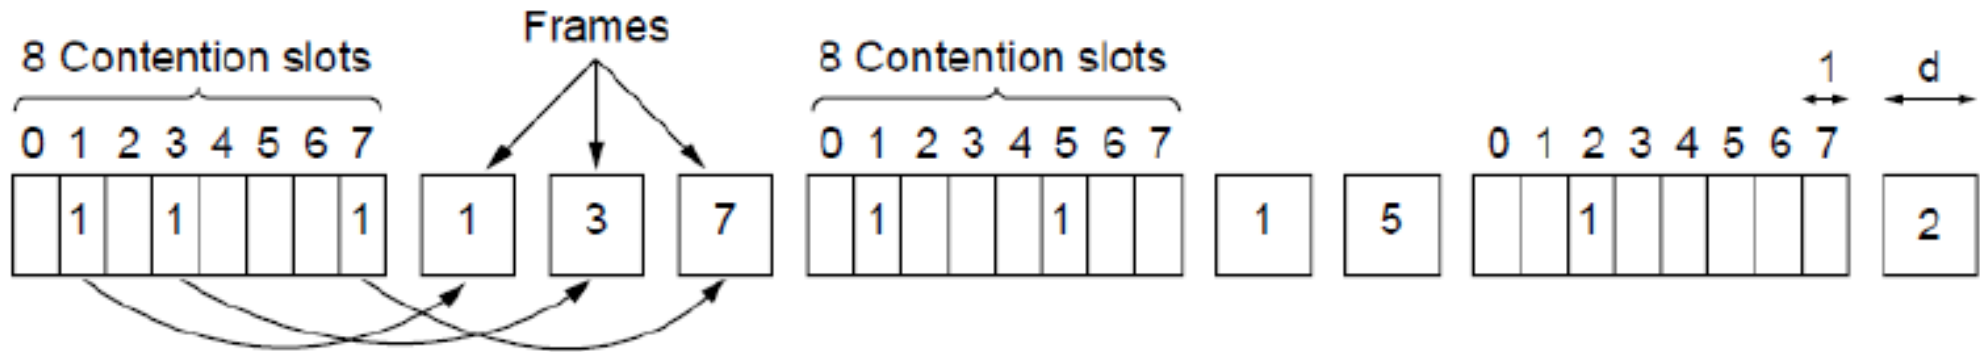 Frames
8 Contention slots 8 Contention slots 1 d
0 1 2 3 4 5 6 7 0 1 2 3 4 5 6 7 0 1 2 3 4 5 6 7
1 1 1 1 3 7 1 1 1 5 1 2